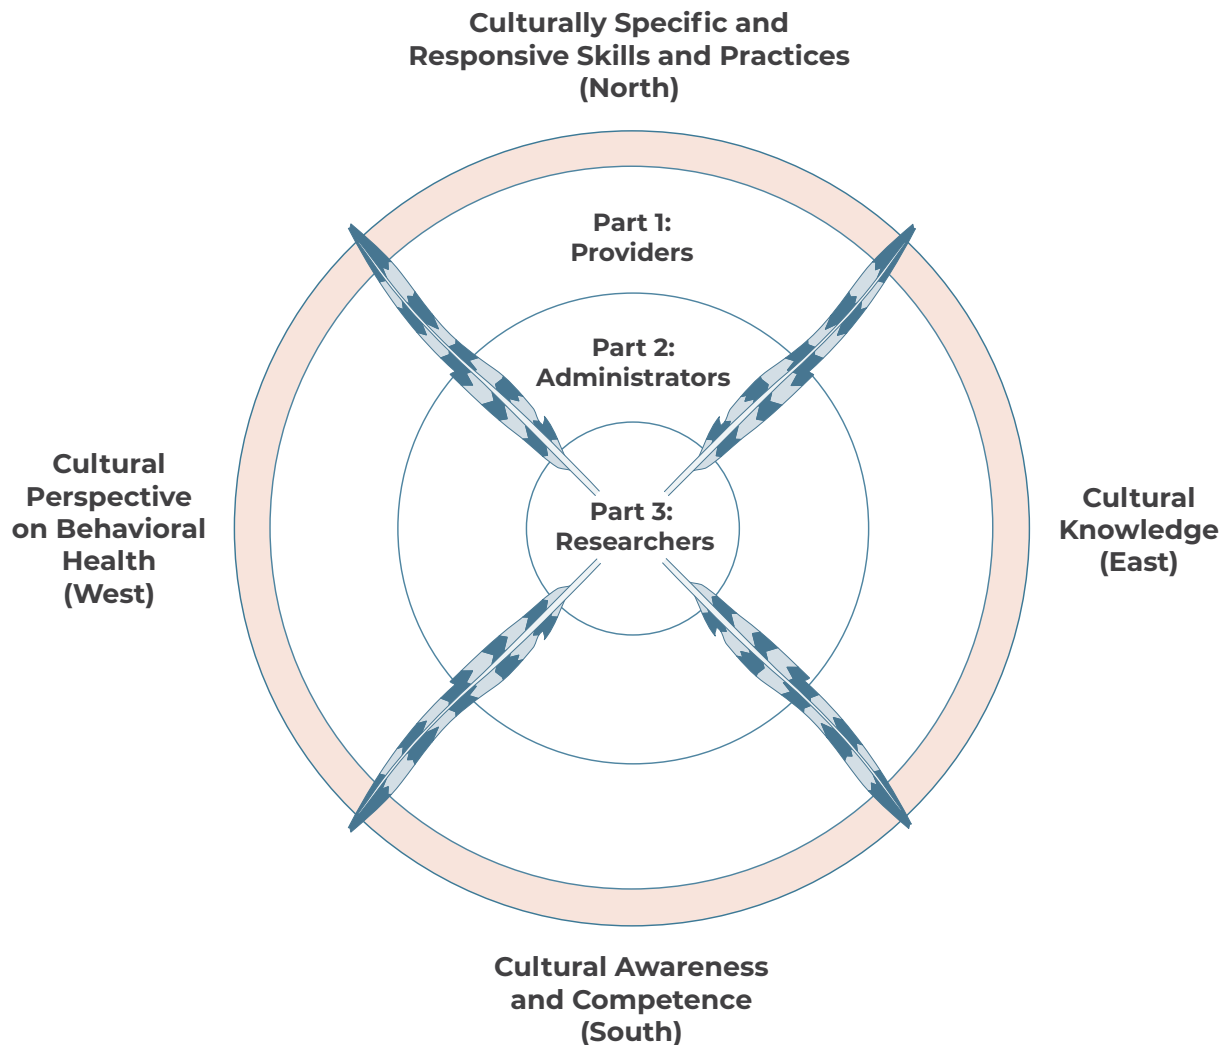 Culturally Specific and
Responsive Skills and Practices
(North)
Part 1:
Providers
Part 2:
Administrators
Cultural
Perspective
on Behavioral
Health
(West)
Part 3:
Researchers
Cultural
Knowledge
(East)
Cultural Awareness
and Competence
(South)